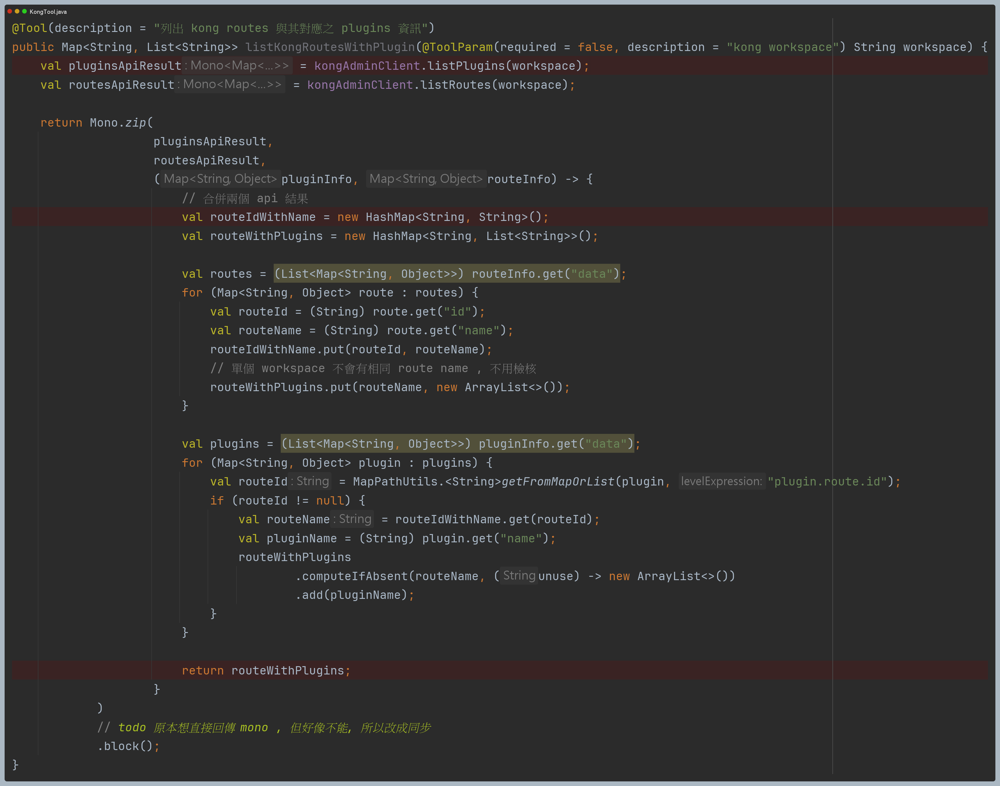 KongTool.java
@Tool(description = "列出 kong routes 與其對應之 plugins 資訊")
public Map<String, List<String>> listKongRoutesWithPlugin(@ToolParam(required = false, description = "kong workspace") String workspace) {
val pluginsApiResult : Mono<Map<...>> = kongAdminClient.listPlugins(workspace);
val routesApiResult : Mono<Map<...>> = kongAdminClient.listRoutes(workspace);
return Mono.zip(
pluginsApiResult,
routesApiResult,
( Map<String, Object> pluginInfo, Map<String, Object> routeInfo) -> {
// 合併兩個 api 結果
val routeIdWithName = new HashMap<String, String>();
val routeWithPlugins = new HashMap<String, List<String>>();
val routes = (List<Map<String, Object>>) routeInfo.get("data");
for (Map<String, Object> route : routes) {
val routeId = (String) route.get("id");
val routeName = (String) route.get("name");
routeIdWithName.put(routeId, routeName);
// 單個 workspace 不會有相同 route name , 不用檢核
routeWithPlugins.put(routeName, new ArrayList<>());
}
val plugins = (List<Map<String, Object>>) pluginInfo.get("data");
for (Map<String, Object> plugin : plugins) {
val routeId : String = MapPathUtils.<String>getFromMapOrList(plugin, levelExpression: "plugin.route.id");
if (routeId != null) {
val routeName : String = routeIdWithName.get(routeId);
val pluginName = (String) plugin.get("name");
routeWithPlugins
.computeIfAbsent(routeName, ( String unuse) -> new ArrayList<>())
.add(pluginName);
}
}
return routeWithPlugins;
}
)
// todo 原本想直接回傳 mono , 但好像不能, 所以改成同步
.block();
}